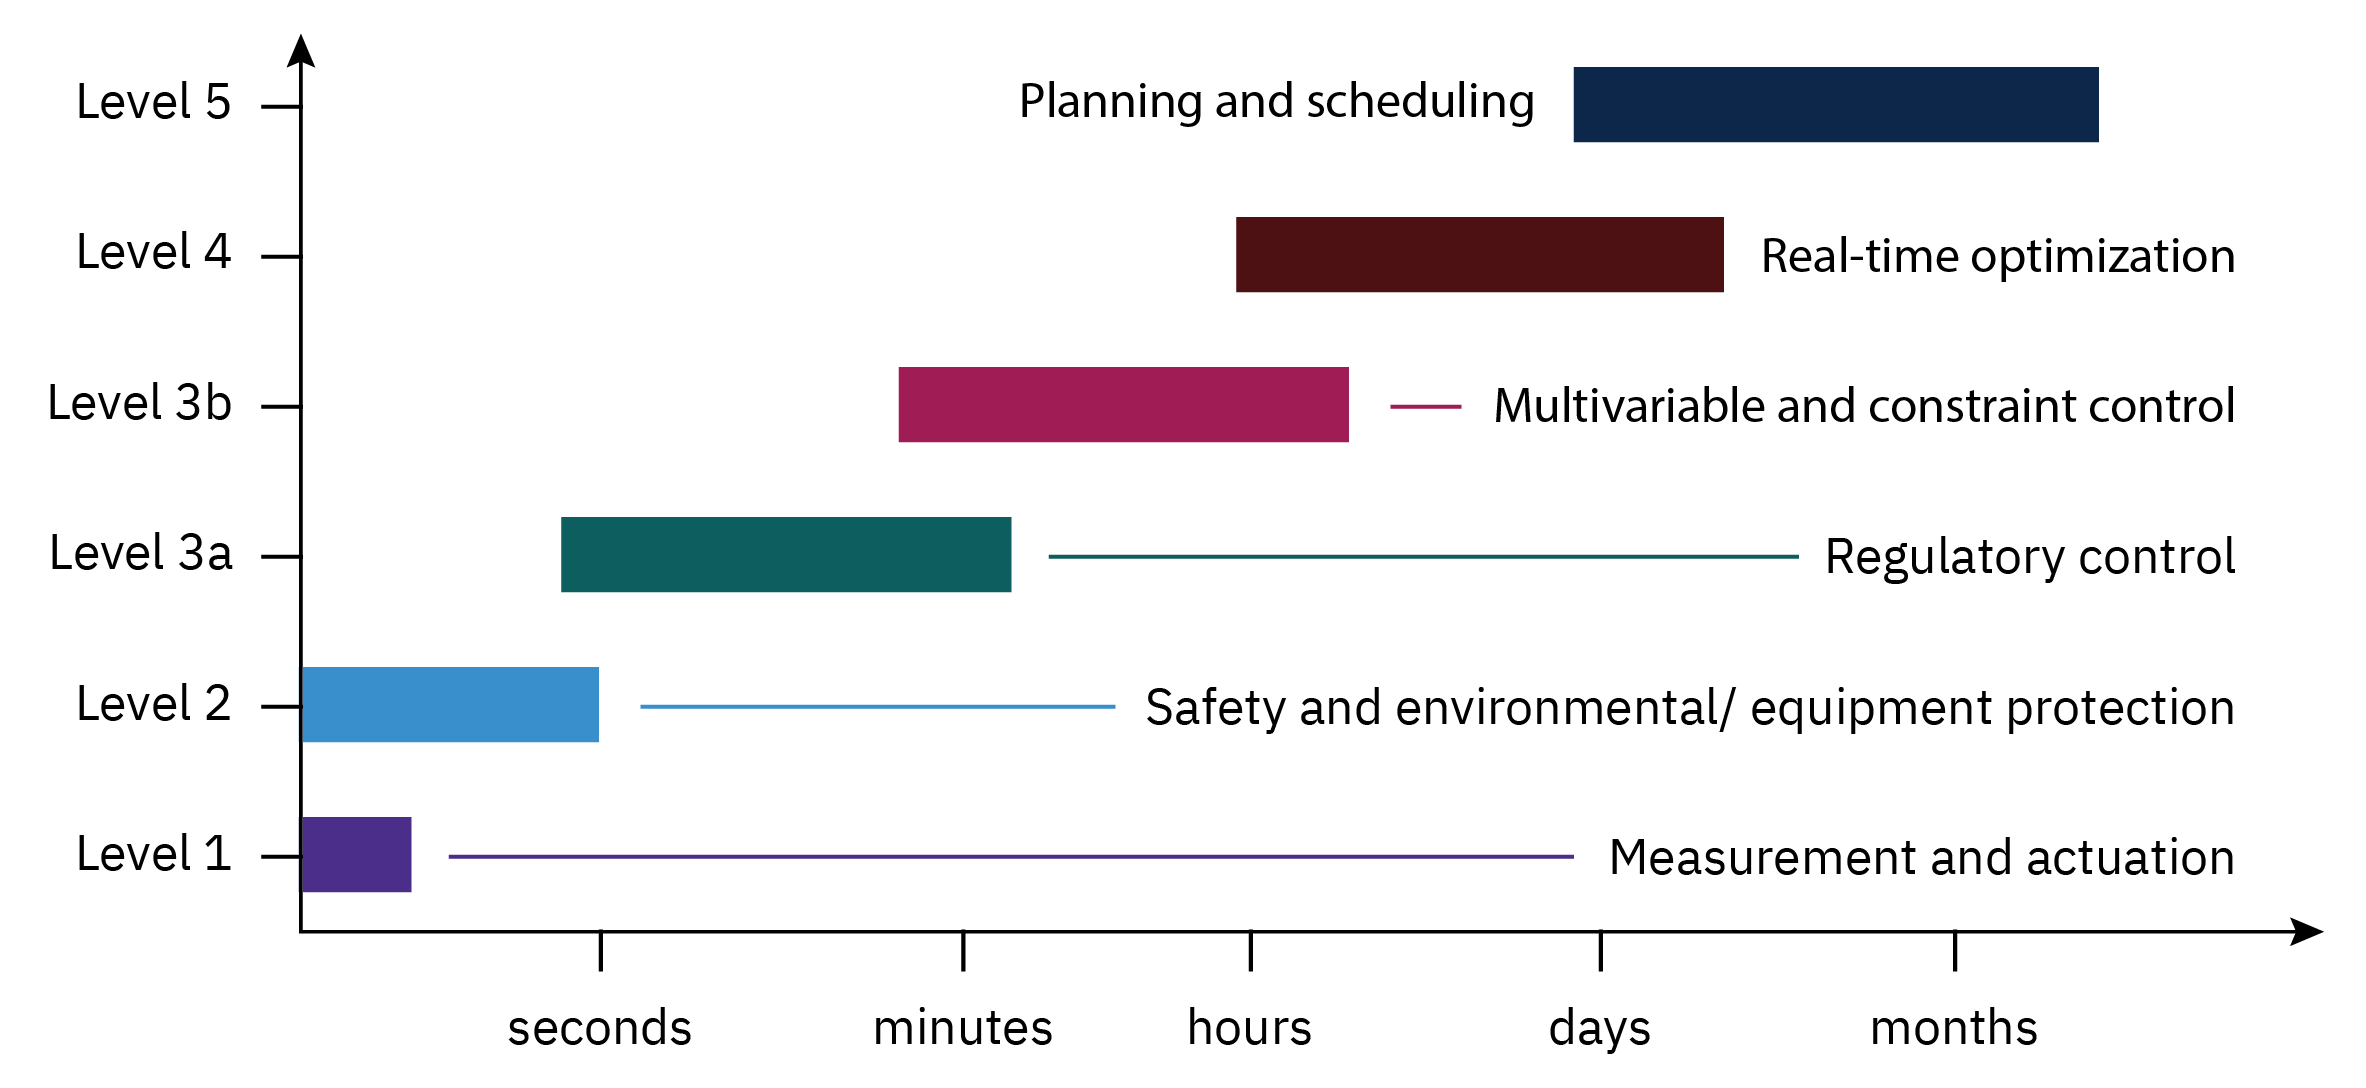 Level 5
Planning and scheduling
Level 4
Real-time optimization
Level 3b
Multivariable and constraint control
Level 3a
Regulatory control
Level 2
Safety and environmental/ equipment protection
Level 1
Measurement and actuation
seconds
minutes
hours
days
months